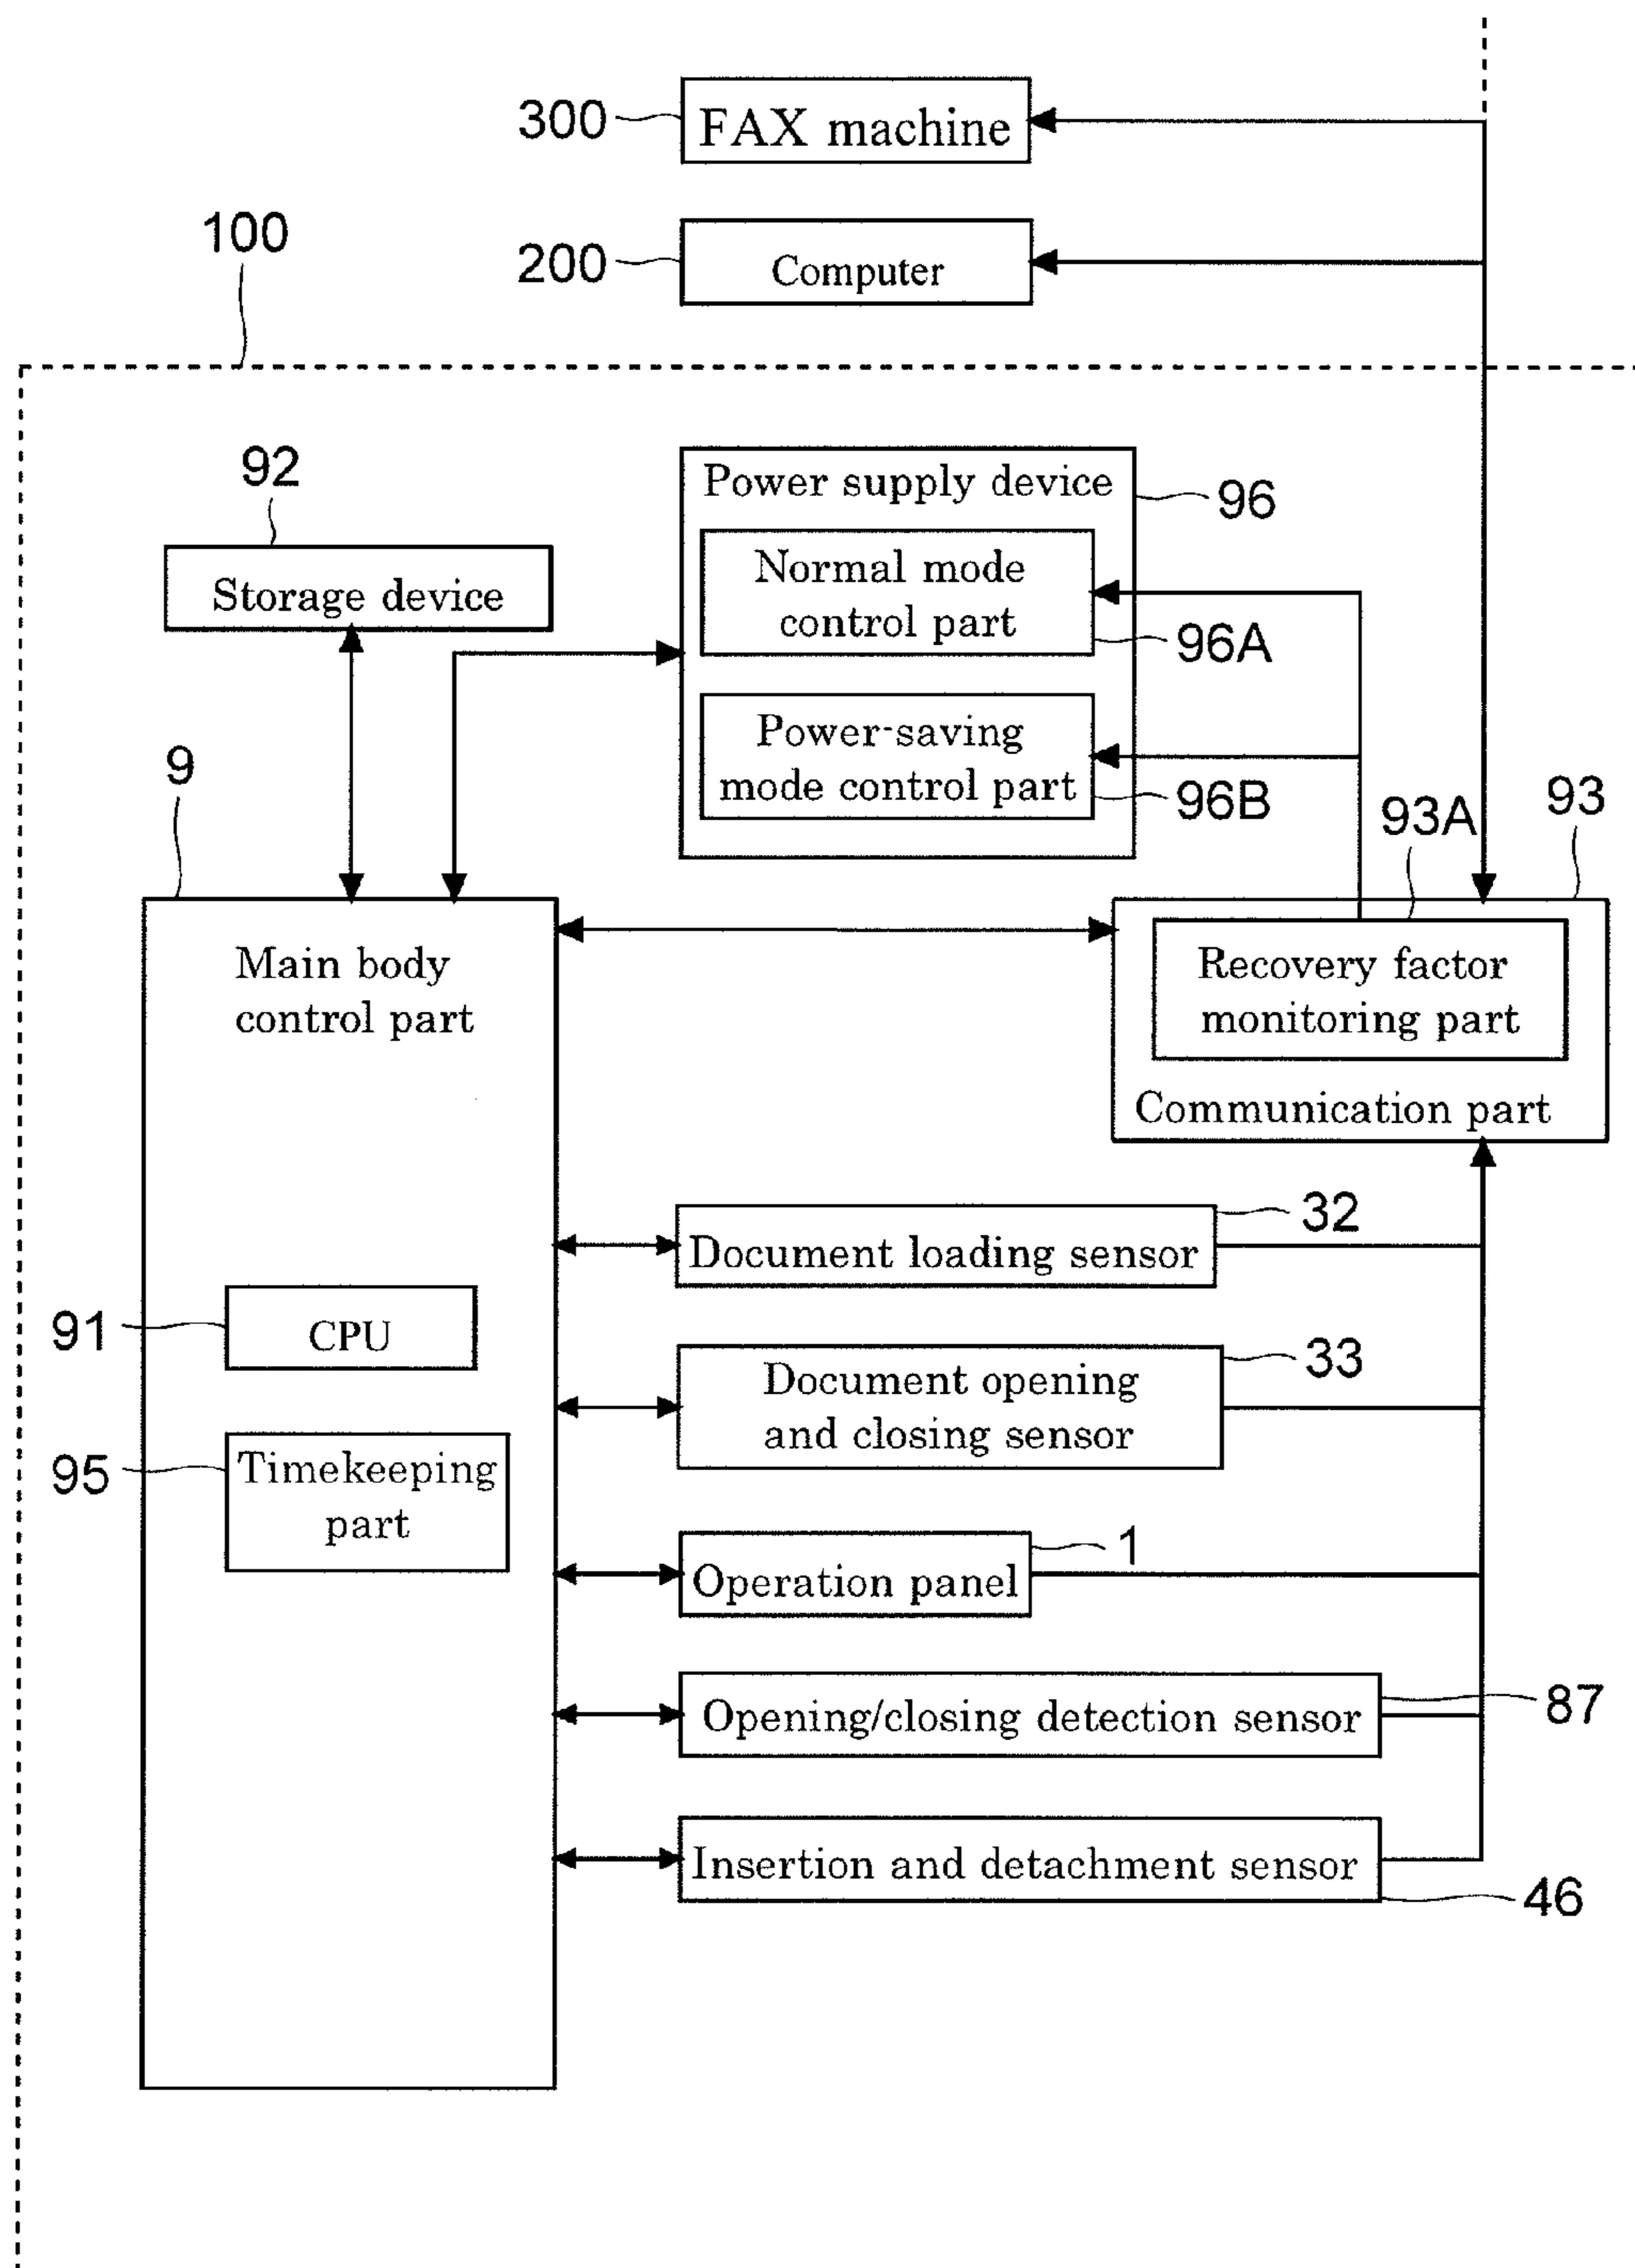 300
FAX machine
100
200
Computer
92
Storage device
Power supply device
96
Normal mode
control part
96A
Power-saving
mode control part
96B
9
93A
93
Main body
control part
Recovery factor
monitoring part
Communication part
32
Document loading sensor
91
CPU
33
Document opening
and closing sensor
95
Timekeeping
part
1
Operation panel
87
Opening/closing detection sensor
Insertion and detachment sensor
46